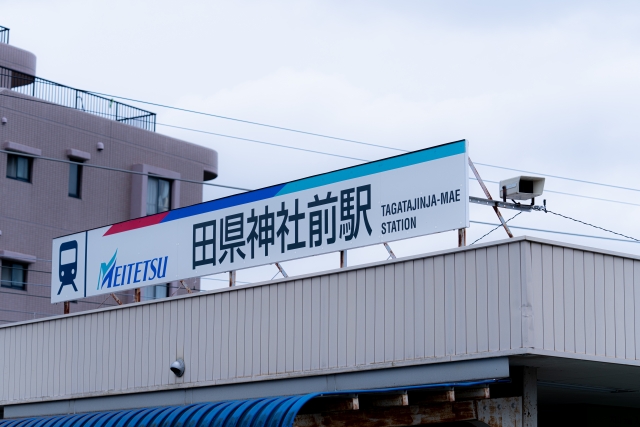 MEITETSU
田県神社前駅
TAGATAJINJA-MAE
STATION